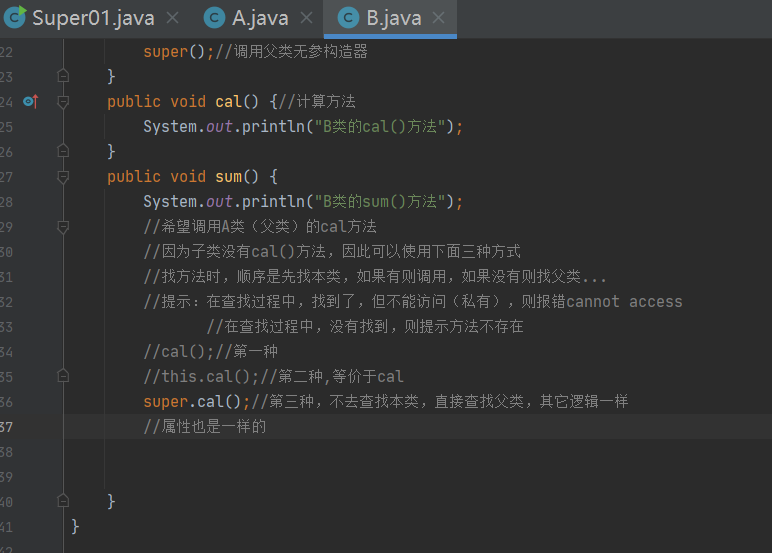 Super01.java × A.java × B.java ×
22 super();//调用父类无参构造器
23 }
24 public void cal() {//计算方法
25 System.out.println("B类的cal()方法");
26 }
27 public void sum() {
28 System.out.println("B类的sum()方法");
29 //希望调用A类（父类）的cal方法
30 //因为子类没有cal()方法，因此可以使用下面三种方式
31 //找方法时，顺序是先找本类，如果有则调用，如果没有则找父类...
32 //提示：在查找过程中，找到了，但不能访问（私有），则报错cannot access
33 //在查找过程中，没有找到，则提示方法不存在
34 //cal();//第一种
35 //this.cal();//第二种,等价于cal
36 super.cal();//第三种，不去查找本类，直接查找父类，其它逻辑一样
37 //属性也是一样的
38
39
40 }
41 }